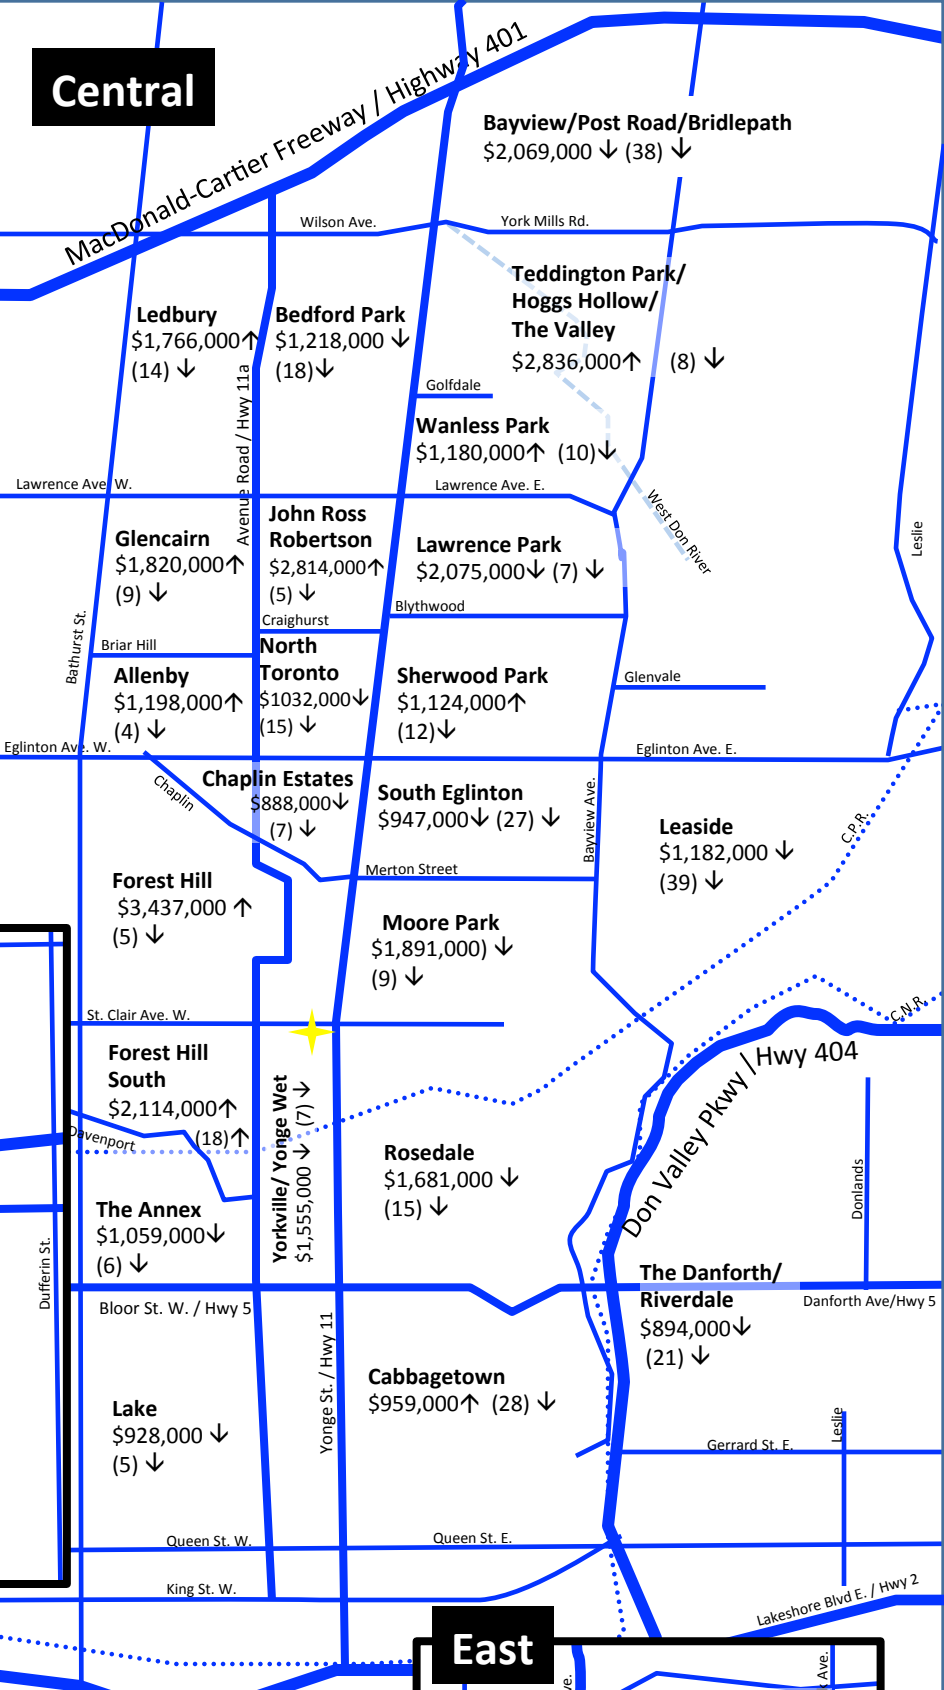 Central
MacDonald-Cartier Freeway / Highway 401
Bayview/Post Road/Bridlepath
$2,069,000 ↓ (38) ↓
Wilson Ave.
York Mills Rd.
Teddington Park/
Hoggs Hollow/
The Valley
$2,836,000↑ (8) ↓
Ledbury
$1,766,000↑
(14) ↓
Bedford Park
$1,218,000 ↓
(18)↓
Avenue Road / Hwy 11a
Golfdale
Wanless Park
$1,180,000↑ (10)↓
Lawrence Ave. W.
Lawrence Ave. E.
West Don River
Leslie
Glencairn
$1,820,000↑
(9) ↓
John Ross
Robertson
$2,814,000↑
(5) ↓
Lawrence Park
$2,075,000↓ (7) ↓
Blythwood
Craighurst
Bathurst St.
Briar Hill
Allenby
$1,198,000↑
(4) ↓
North
Toronto
$1032,000↓
(15) ↓
Sherwood Park
$1,124,000↑
(12)↓
Glenvale
Eglinton Ave. W.
Eglinton Ave. E.
Chaplin
Chaplin Estates
$888,000↓
(7) ↓
South Eglinton
$947,000↓ (27) ↓
Bayview Ave.
Leaside
$1,182,000 ↓
(39) ↓
C.P.R.
Merton Street
Forest Hill
$3,437,000 ↑
(5) ↓
Moore Park
$1,891,000) ↓
(9) ↓
St. Clair Ave. W.
C.N.R.
Don Valley Pkwy / Hwy 404
Forest Hill
South
$2,114,000↑
(18)↑
Davenport
Yorkville/ Yonge Wet
$1,555,000 ↓ (7) ↓
Rosedale
$1,681,000 ↓
(15) ↓
Donlands
The Annex
$1,059,000↓
(6) ↓
Dufferin St.
Bloor St. W. / Hwy 5
The Danforth/
Riverdale
$894,000↓
(21) ↓
Danforth Ave/Hwy 5
Yonge St. / Hwy 11
Cabbagetown
$959,000↑ (28) ↓
Lake
$928,000 ↓
(5) ↓
Leslie
Gerrard St. E.
Queen St. W.
Queen St. E.
King St. W.
Lakeshore Blvd E. / Hwy 2
East
Ave.